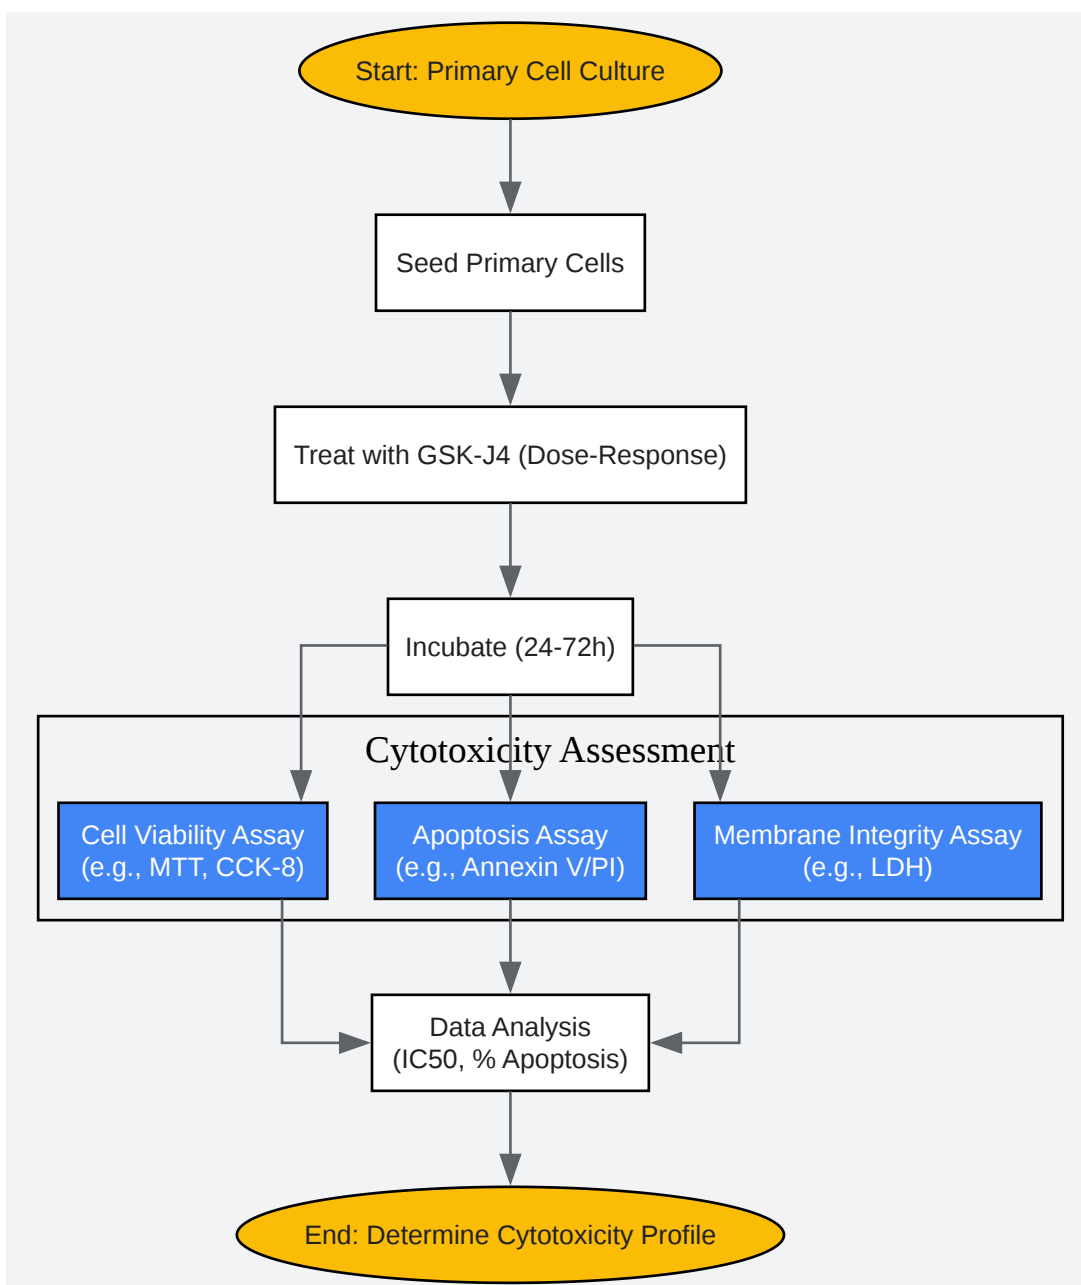 Start: Primary Cell Culture
Seed Primary Cells
Treat with GSK-J4 (Dose-Response)
Incubate (24-72h)
Cytotoxicity Assessment
Cell Viability Assay
(e.g., MTT, CCK-8)
Apoptosis Assay
(e.g., Annexin V/PI)
Membrane Integrity Assay
(e.g., LDH)
Data Analysis
(IC50, % Apoptosis)
End: Determine Cytotoxicity Profile